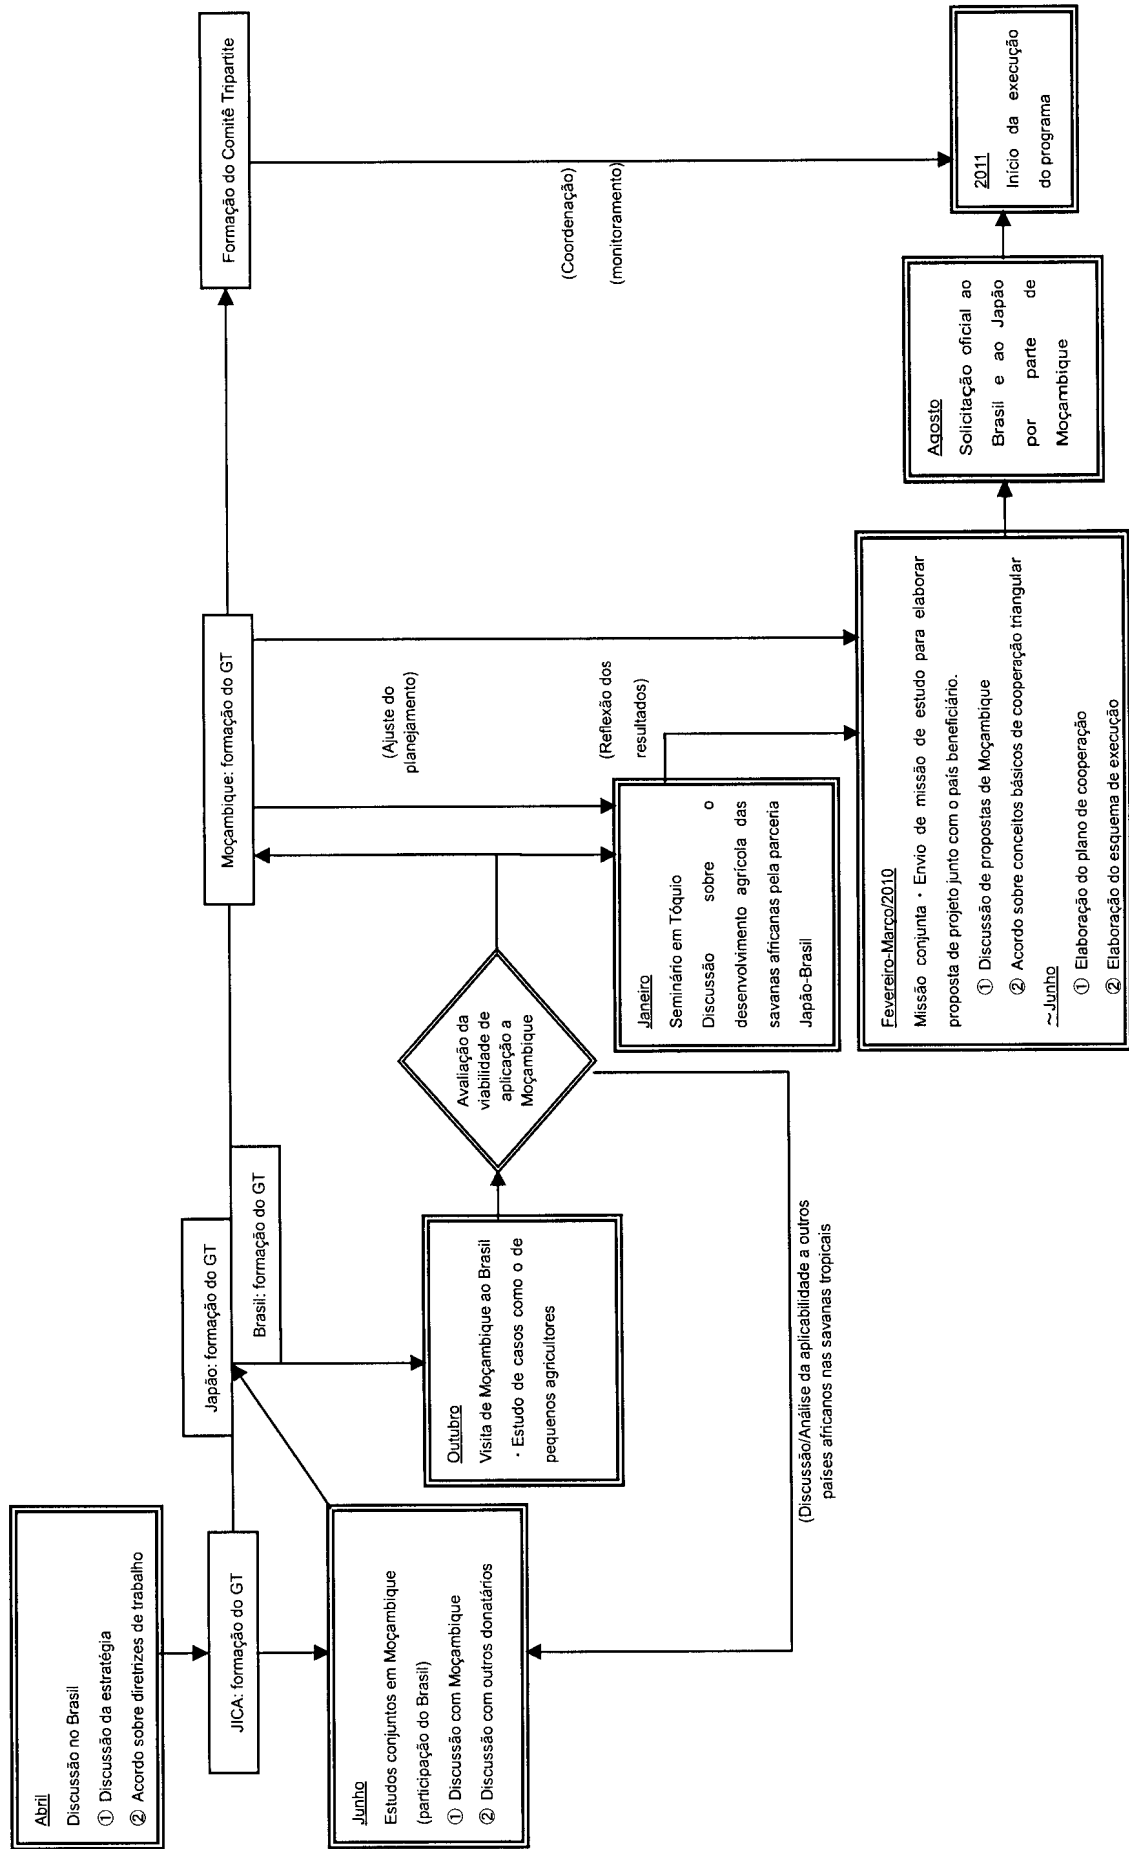 Abril
Discussão no Brasil
① Discussão da estratégia
② Acordo sobre diretrizes de trabalho
JICA: formação do GT
Junho
Estudos conjuntos em Moçambique
(participação do Brasil)
① Discussão com Moçambique
② Discussão com outros donatários
Japão: formação do GT
Brasil: formação do GT
Outubro
Visita de Moçambique ao Brasil
・Estudo de casos como o de
pequenos agricultores
Avaliação da
viabilidade de
aplicação a
Moçambique
(Discussão/Análise da aplicabilidade a outros
países africanos nas savanas tropicais
Moçambique: formação do GT
(Ajuste do
planejamento)
(Reflexão dos
resultados)
Janeiro
Seminário em Tóquio
Discussão sobre o
desenvolvimento agrícola das
savanas africanas pela parceria
Japão-Brasil
Fevereiro-Março/2010
Missão conjunta・Envio de missão de estudo para elaborar
proposta de projeto junto com o país beneficiário.
① Discussão de propostas de Moçambique
② Acordo sobre conceitos básicos de cooperação triangular
~Junho
① Elaboração do plano de cooperação
② Elaboração do esquema de execução
Formação do Comitê Tripartite
(Coordenação)
(monitoramento)
Agosto
Solicitação oficial ao
Brasil e ao Japão
por parte de
Moçambique
2011
Início da execução
do programa